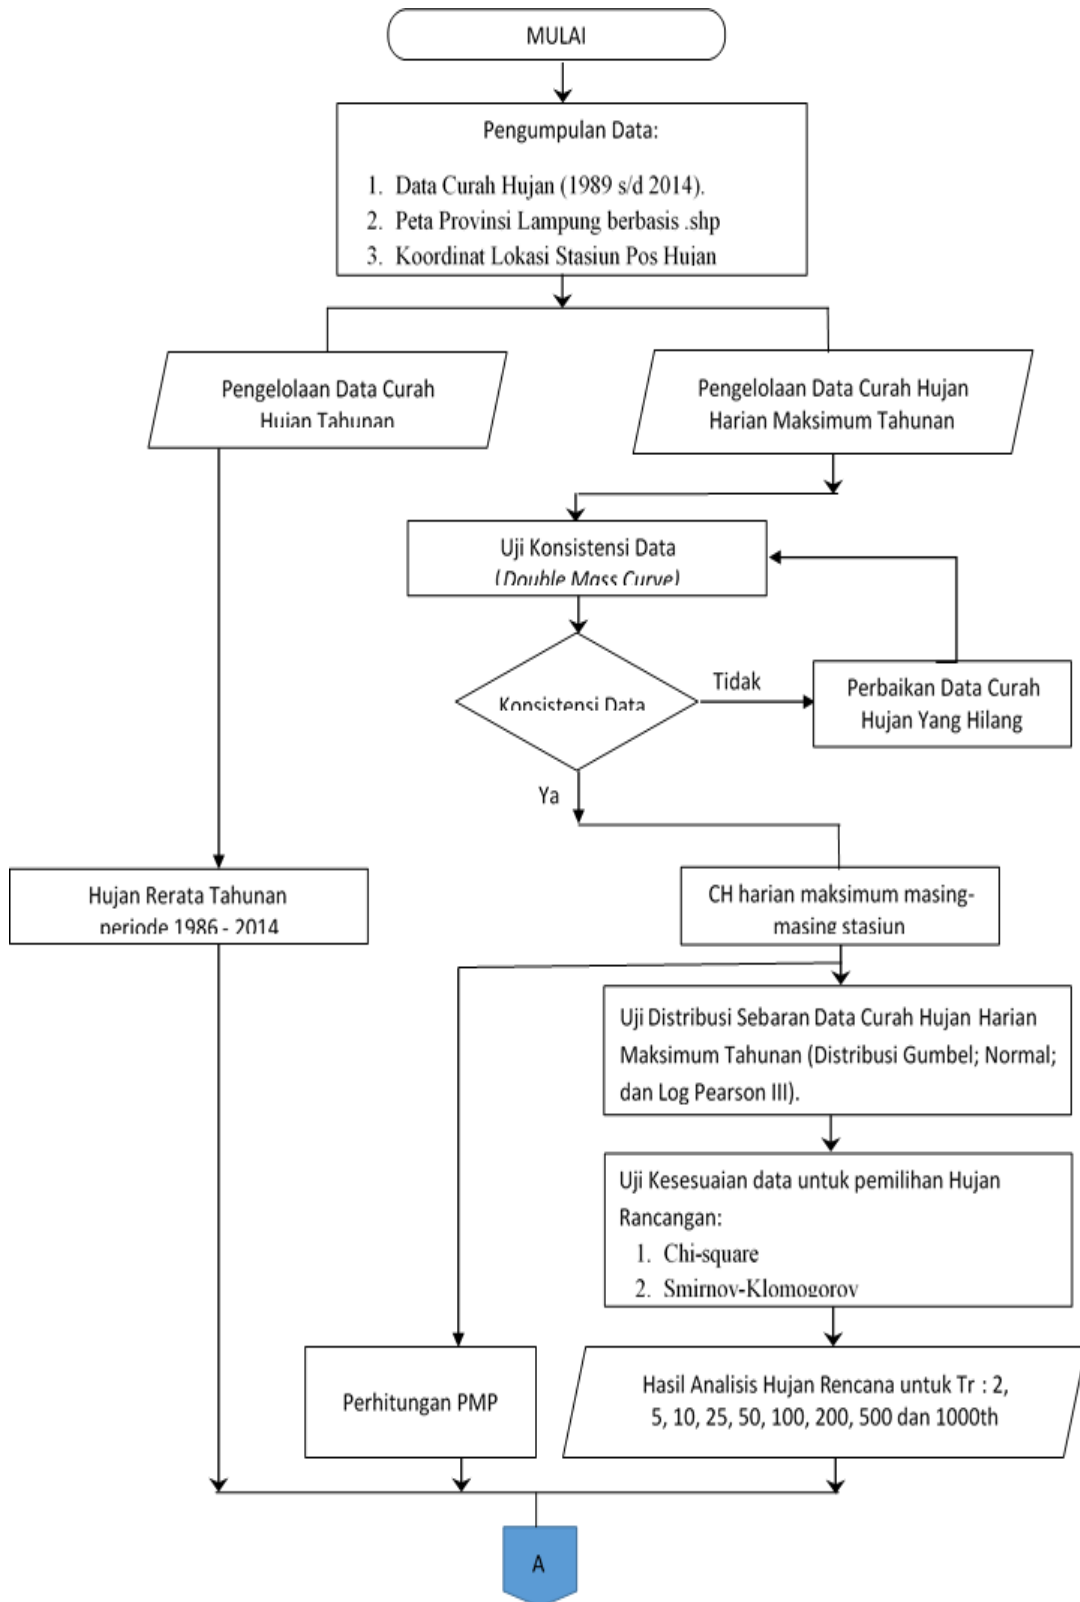 MULAI
Pengumpulan Data:
1. Data Curah Hujan (1989 s/d 2014).
2. Peta Provinsi Lampung berbasis .shp
3. Koordinat Lokasi Stasiun Pos Hujan
Pengelolaan Data Curah
Hujan Tahunan
Pengelolaan Data Curah Hujan
Harian Maksimum Tahunan
Uji Konsistensi Data
(Double Mass Curve)
Konsistensi Data
Tidak
Perbaikan Data Curah
Hujan Yang Hilang
Ya
Hujan Rerata Tahunan
periode 1986 - 2014
CH harian maksimum masing-
masing stasiun
Uji Distribusi Sebaran Data Curah Hujan Harian
Maksimum Tahunan (Distribusi Gumbel; Normal;
dan Log Pearson III).
Uji Kesesuaian data untuk pemilihan Hujan
Rancangan:
1. Chi-square
2. Smirnov-Klomogorov
Perhitungan PMP
Hasil Analisis Hujan Rencana untuk Tr : 2,
5, 10, 25, 50, 100, 200, 500 dan 1000th
A